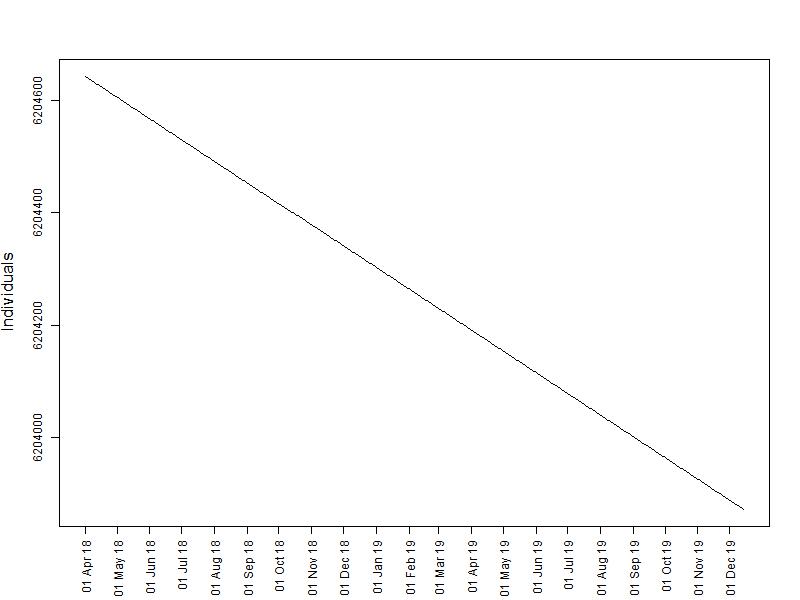 Individuals
6204600
6204400
6204200
6204000
01 Apr 18
01 May 18
01 Jun 18
01 Jul 18
01 Aug 18
01 Sep 18
01 Oct 18
01 Nov 18
01 Dec 18
01 Jan 19
01 Feb 19
01 Mar 19
01 Apr 19
01 May 19
01 Jun 19
01 Jul 19
01 Aug 19
01 Sep 19
01 Oct 19
01 Nov 19
01 Dec 19